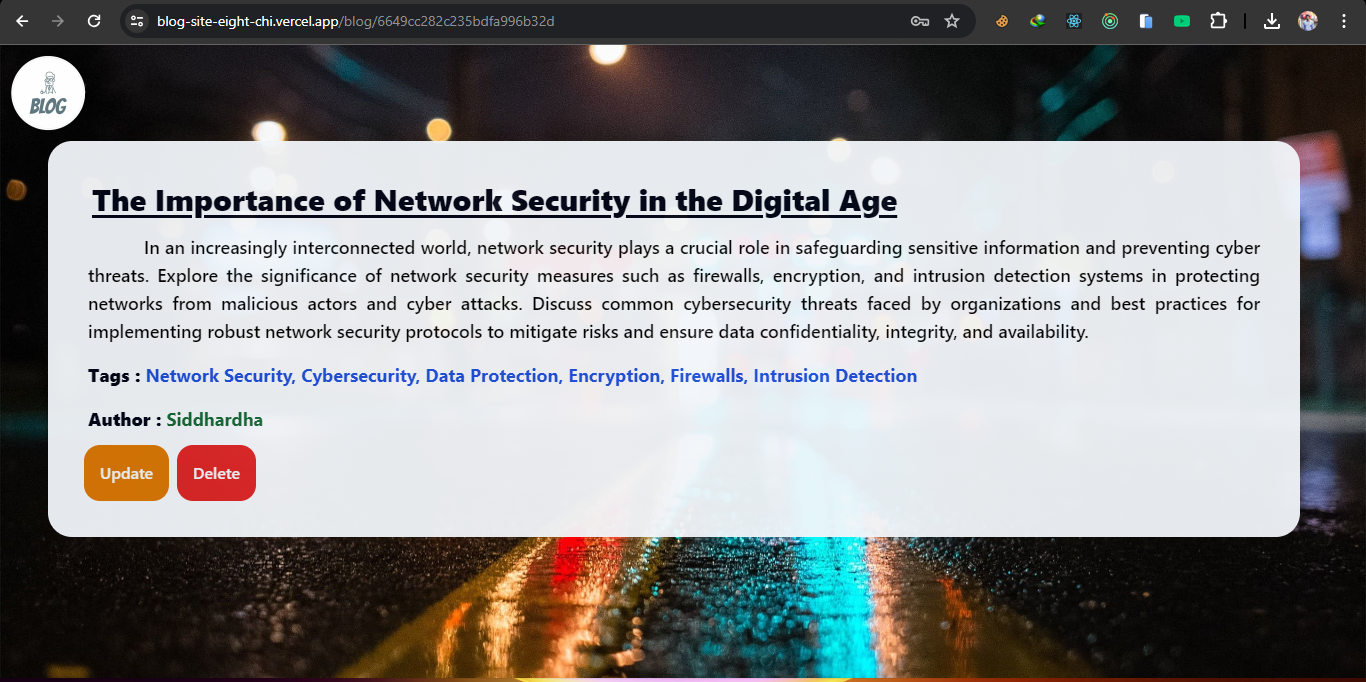 blog-site-eight-chi.vercel.app/blog/6649cc282c235bdfa996b32d
BLOG
The Importance of Network Security in the Digital Age
In an increasingly interconnected world, network security plays a crucial role in safeguarding sensitive information and preventing cyber
threats. Explore the significance of network security measures such as firewalls, encryption, and intrusion detection systems in protecting
networks from malicious actors and cyber attacks. Discuss common cybersecurity threats faced by organizations and best practices for
implementing robust network security protocols to mitigate risks and ensure data confidentiality, integrity, and availability.
Tags : Network Security, Cybersecurity, Data Protection, Encryption, Firewalls, Intrusion Detection
Author : Siddhardha
Update Delete